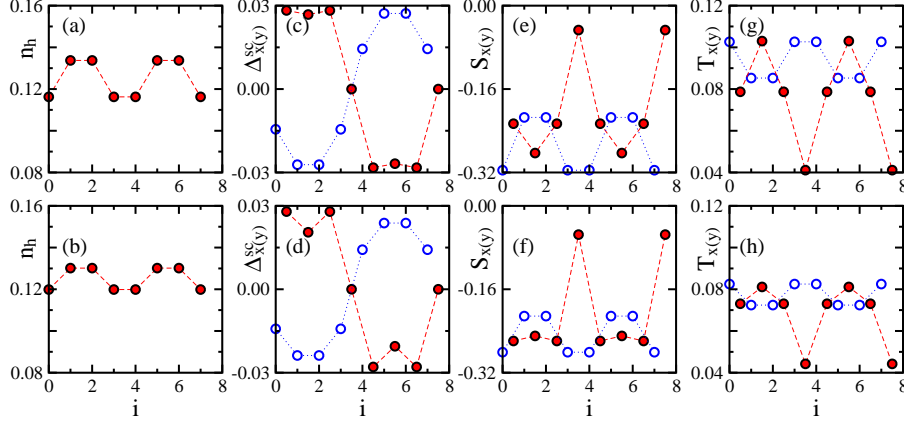 0.16
0.12
0.08
n_h
(a)
0 2 4 6 8
0.03
0.00
-0.03
Δ^sc_x(y)
(c)
0 2 4 6 8
0.00
-0.16
-0.32
S_x(y)
(e)
0 2 4 6 8
0.12
0.08
0.04
T_x(y)
(g)
0 2 4 6 8
0.16
0.12
0.08
n_h
(b)
0 2 4 6 8
i
0.03
0.00
-0.03
Δ^sc_x(y)
(d)
0 2 4 6 8
i
0.00
-0.16
-0.32
S_x(y)
(f)
0 2 4 6 8
i
0.12
0.08
0.04
T_x(y)
(h)
0 2 4 6 8
i